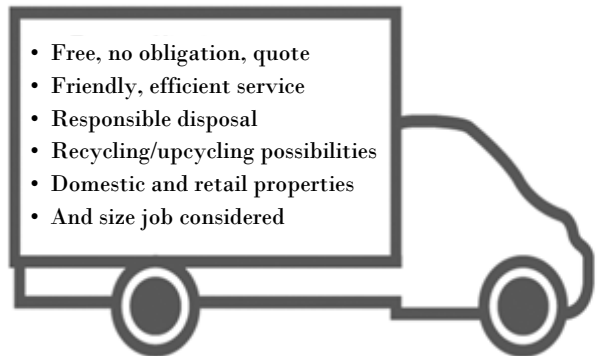 • Free, no obligation, quote
• Friendly, efficient service
• Responsible disposal
• Recycling/upcycling possibilities
• Domestic and retail properties
• And size job considered